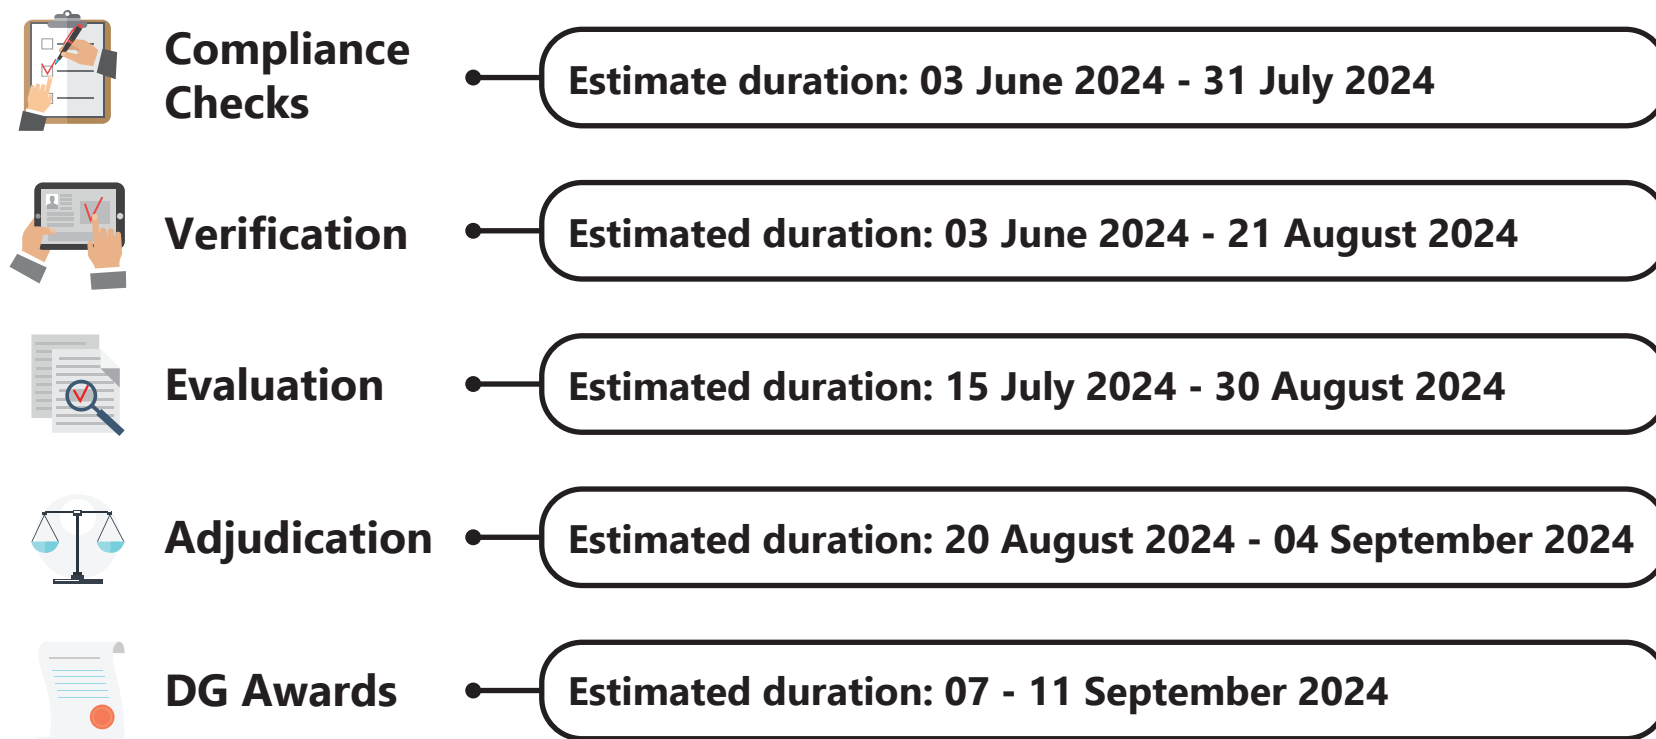 Compliance
Checks
Estimate duration: 03 June 2024 - 31 July 2024
Verification
Estimated duration: 03 June 2024 - 21 August 2024
Evaluation
Estimated duration: 15 July 2024 - 30 August 2024
Adjudication
Estimated duration: 20 August 2024 - 04 September 2024
DG Awards
Estimated duration: 07 - 11 September 2024